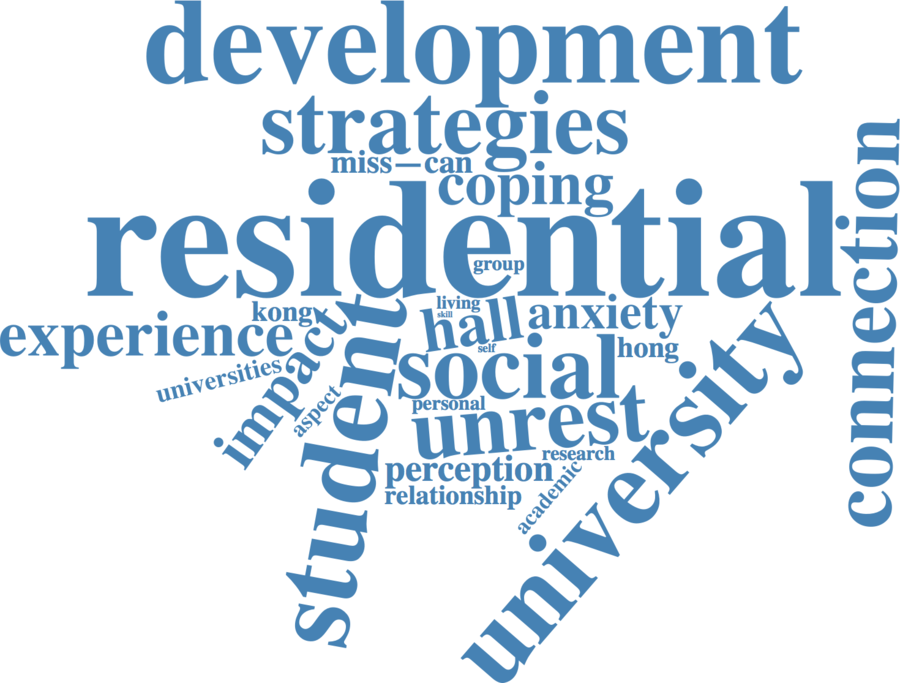 development
strategies
miss—can
coping
residential
connection
group
living
kong
skill
hall
anxiety
experience
impact
student
self
hong
social
universities
aspect
personal
unrest
university
research
perception
academic
relationship